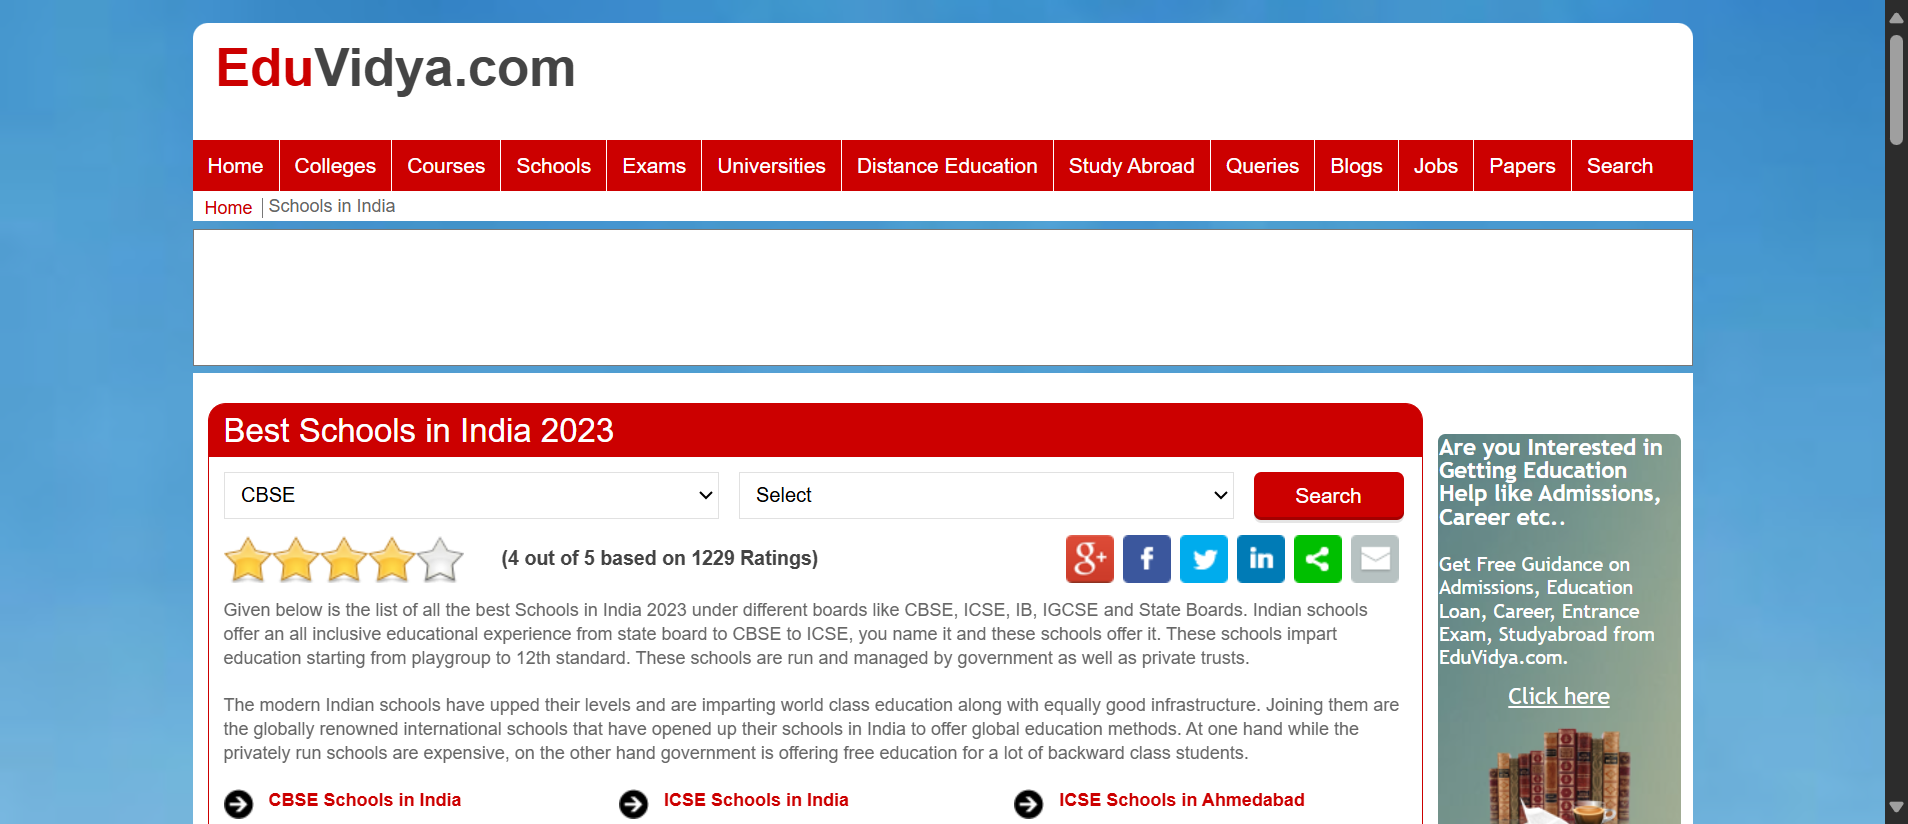 EduVidya.com
Home Colleges Courses Schools Exams Universities Distance Education Study Abroad Queries Blogs Jobs Papers Search
Home Schools in India
Best Schools in India 2023
CBSE Select Search
(4 out of 5 based on 1229 Ratings)
Given below is the list of all the best Schools in India 2023 under different boards like CBSE, ICSE, IB, IGCSE and State Boards. Indian schools
offer an all inclusive educational experience from state board to CBSE to ICSE, you name it and these schools offer it. These schools impart
education starting from playgroup to 12th standard. These schools are run and managed by government as well as private trusts.
The modern Indian schools have upped their levels and are imparting world class education along with equally good infrastructure. Joining them are
the globally renowned international schools that have opened up their schools in India to offer global education methods. At one hand while the
privately run schools are expensive, on the other hand government is offering free education for a lot of backward class students.
CBSE Schools in India ICSE Schools in India ICSE Schools in Ahmedabad
Are you Interested in
Getting Education
Help like Admissions,
Career etc..
Get Free Guidance on
Admissions, Education
Loan, Career, Entrance
Exam, Studyabroad from
EduVidya.com.
Click here